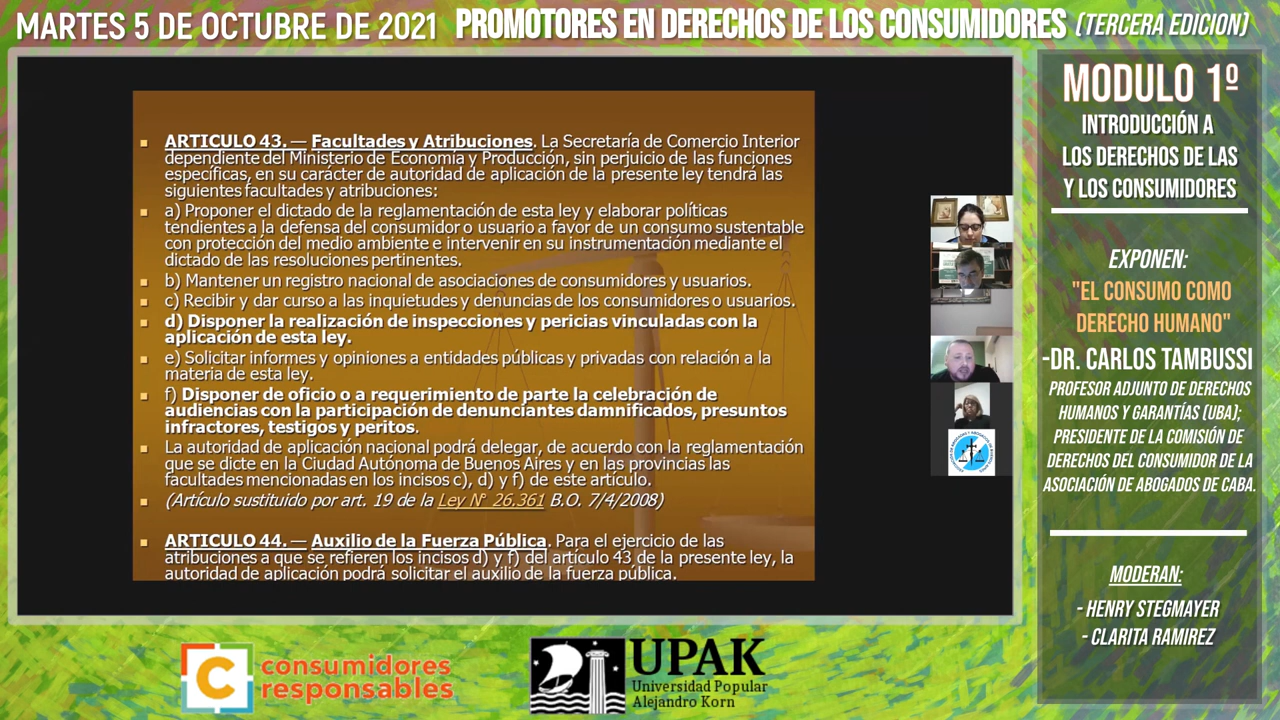 MARTES 5 DE OCTUBRE DE 2021 PROMOTORES EN DERECHOS DE LOS CONSUMIDORES (TERCERA EDICION)
ARTICULO 43. — Facultades y Atribuciones. La Secretaría de Comercio Interior
dependiente del Ministerio de Economía y Producción, sin perjuicio de las funciones
específicas, en su carácter de autoridad de aplicación de la presente ley tendrá las
siguientes facultades y atribuciones:
a) Proponer el dictado de la reglamentación de esta ley y elaborar políticas
tendientes a la defensa del consumidor o usuario a favor de un consumo sustentable
con protección del medio ambiente e intervenir en su instrumentación mediante el
dictado de las resoluciones pertinentes.
b) Mantener un registro nacional de asociaciones de consumidores y usuarios.
c) Recibir y dar curso a las inquietudes y denuncias de los consumidores o usuarios.
d) Disponer la realización de inspecciones y pericias vinculadas con la
aplicación de esta ley.
e) Solicitar informes y opiniones a entidades públicas y privadas con relación a la
materia de esta ley.
f) Disponer de oficio o a requerimiento de parte la celebración de
audiencias con la participación de denunciantes damnificados, presuntos
infractores, testigos y peritos.
La autoridad de aplicación nacional podrá delegar, de acuerdo con la reglamentación
que se dicte en la Ciudad Autónoma de Buenos Aires y en las provincias las
facultades mencionadas en los incisos c), d) y f) de este artículo.
(Artículo sustituido por art. 19 de la Ley N° 26.361 B.O. 7/4/2008)
ARTICULO 44. — Auxilio de la Fuerza Pública. Para el ejercicio de las
atribuciones a que se refieren los incisos d) y f) del artículo 43 de la presente ley, la
autoridad de aplicación podrá solicitar el auxilio de la fuerza pública.
MODULO 1º
INTRODUCCIÓN A
LOS DERECHOS DE LAS
Y LOS CONSUMIDORES
EXPONEN:
"EL CONSUMO COMO
DERECHO HUMANO"
-DR. CARLOS TAMBUSSI
PROFESOR ADJUNTO DE DERECHOS
HUMANOS Y GARANTÍAS (UBA);
PRESIDENTE DE LA COMISIÓN DE
DERECHOS DEL CONSUMIDOR DE LA
ASOCIACIÓN DE ABOGADOS DE CABA.
MODERAN:
- HENRY STEGMAYER
- CLARITA RAMIREZ
C consumidores
responsables
UPAK
Universidad Popular
Alejandro Korn